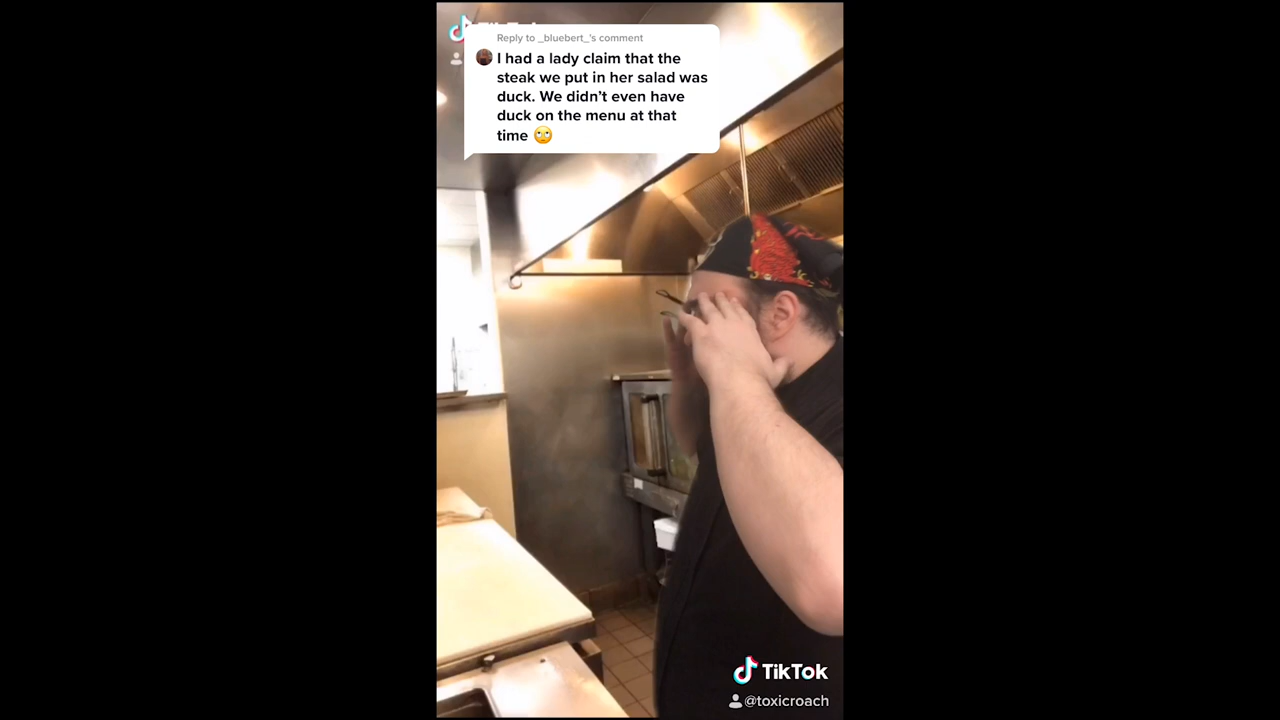 Reply to _bluebert_'s comment
I had a lady claim that the
steak we put in her salad was
duck. We didn't even have
duck on the menu at that
time 🙄
TikTok
@toxicroach